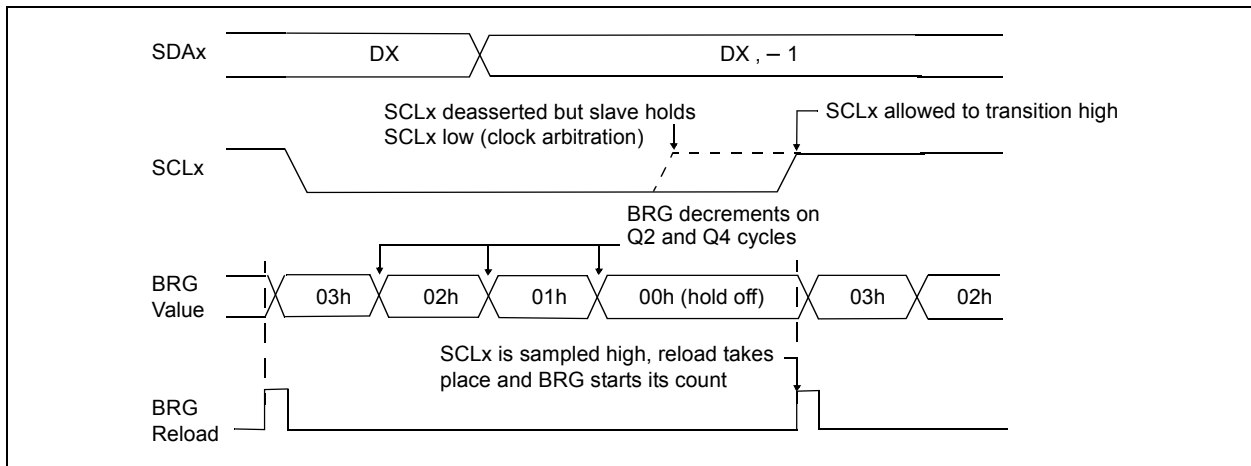 SDAx
DX
DX , – 1
SCLx deasserted but slave holds
SCLx low (clock arbitration)
SCLx allowed to transition high
SCLx
BRG decrements on
Q2 and Q4 cycles
BRG
Value
03h
02h
01h
00h (hold off)
03h
02h
SCLx is sampled high, reload takes
place and BRG starts its count
BRG
Reload